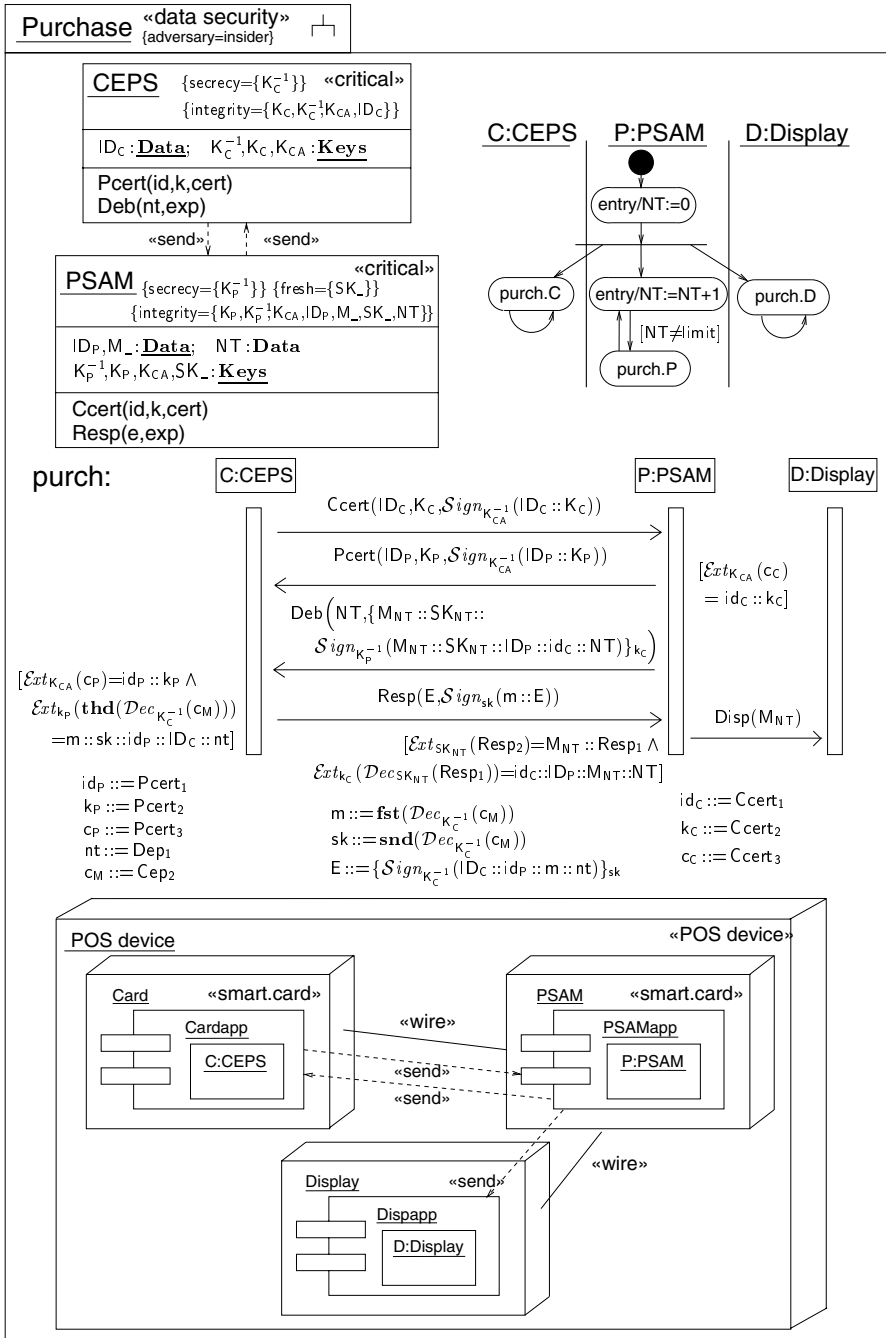 Purchase «data security»
{adversary=insider}
CEPS {secrecy={K_C^{-1}}} «critical»
{integrity={K_C,K_C^{-1},K_CA,ID_C}}
ID_C:Data; K_C^{-1},K_C,K_CA:Keys
Pcert(id,k,cert)
Deb(nt,exp)
«send» «send»
PSAM «critical»
{secrecy={K_P^{-1}}} {fresh={SK_}}
{integrity={K_P,K_P^{-1},K_CA,ID_P,M_,SK_,NT}}
ID_P,M_:Data; NT:Data
K_P^{-1},K_P,K_CA,SK_:Keys
Ccert(id,k,cert)
Resp(e,exp)
C:CEPS P:PSAM D:Display
entry/NT:=0
purch.C entry/NT:=NT+1 purch.D
[NT≠limit]
purch.P
purch:
C:CEPS P:PSAM D:Display
Ccert(ID_C,K_C,Sign_{K_CA^{-1}}(ID_C::K_C))
Pcert(ID_P,K_P,Sign_{K_CA^{-1}}(ID_P::K_P))
[Ext_{K_CA}(c_C)
=id_C::k_C]
Deb(NT,{M_NT::SK_NT::
Sign_{K_P^{-1}}(M_NT::SK_NT::ID_P::id_C::NT)}_{k_C})
[Ext_{K_CA}(c_P)=id_P::k_P ∧
Ext_{k_P}(thd(Dec_{K_C^{-1}}(c_M)))
=m::sk::id_P::ID_C::nt]
Resp(E,Sign_{sk}(m::E))
Disp(M_NT)
[Ext_{SK_NT}(Resp_2)=M_NT::Resp_1 ∧
Ext_{k_C}(Dec_{SK_NT}(Resp_1))=id_C::ID_P::M_NT::NT]
id_P::=Pcert_1
k_P::=Pcert_2
c_P::=Pcert_3
nt::=Dep_1
c_M::=Cep_2
m::=fst(Dec_{K_C^{-1}}(c_M))
sk::=snd(Dec_{K_C^{-1}}(c_M))
E::={Sign_{K_C^{-1}}(ID_C::id_P::m::nt)}_{sk}
id_C::=Ccert_1
k_C::=Ccert_2
c_C::=Ccert_3
POS device «POS device»
Card «smart.card»
Cardapp
C:CEPS
«wire»
«send»
«send»
PSAM «smart.card»
PSAMapp
P:PSAM
«wire»
Display «send»
Dispapp
D:Display